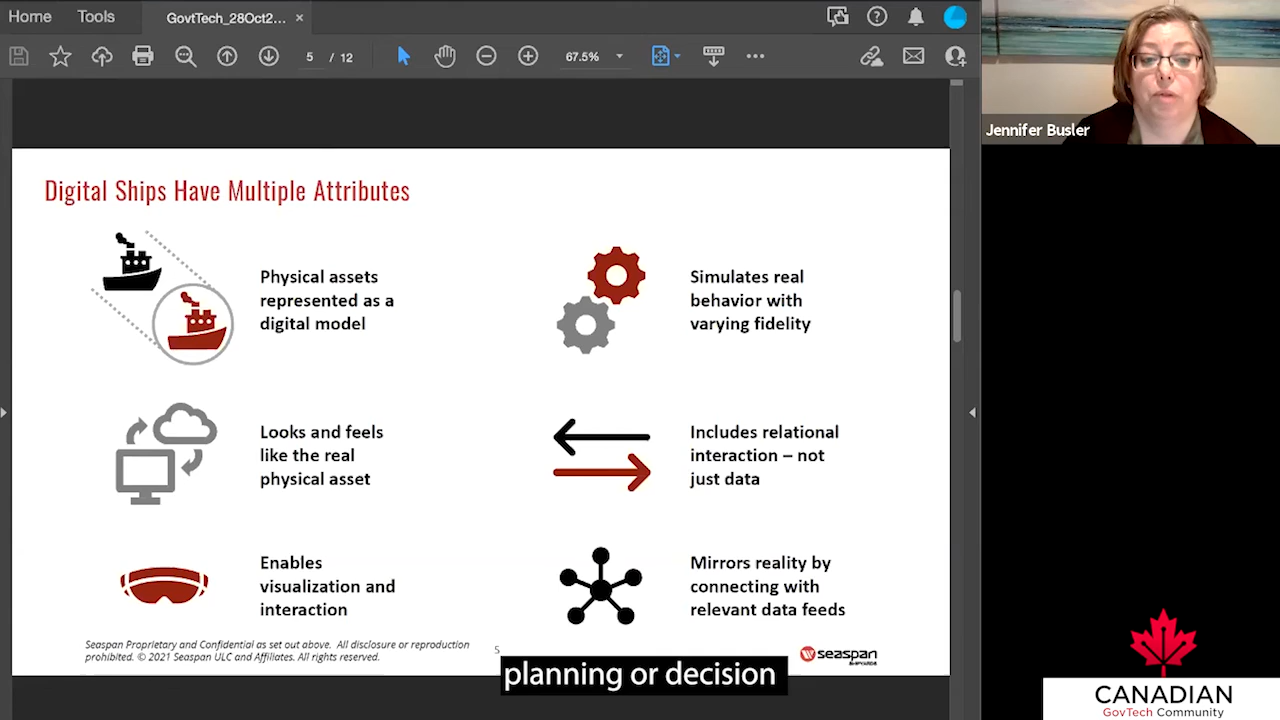 Home Tools GovtTech_28Oct2... ×
5 / 12 67.5%
Jennifer Busler
Digital Ships Have Multiple Attributes
Physical assets
represented as a
digital model
Simulates real
behavior with
varying fidelity
Looks and feels
like the real
physical asset
Includes relational
interaction – not
just data
Enables
visualization and
interaction
Mirrors reality by
connecting with
relevant data feeds
Seaspan Proprietary and Confidential as set out above. All disclosure or reproduction
prohibited. © 2021 Seaspan ULC and Affiliates. All rights reserved.
5
seaspan
SHIPYARDS
planning or decision
CANADIAN
GovTech Community